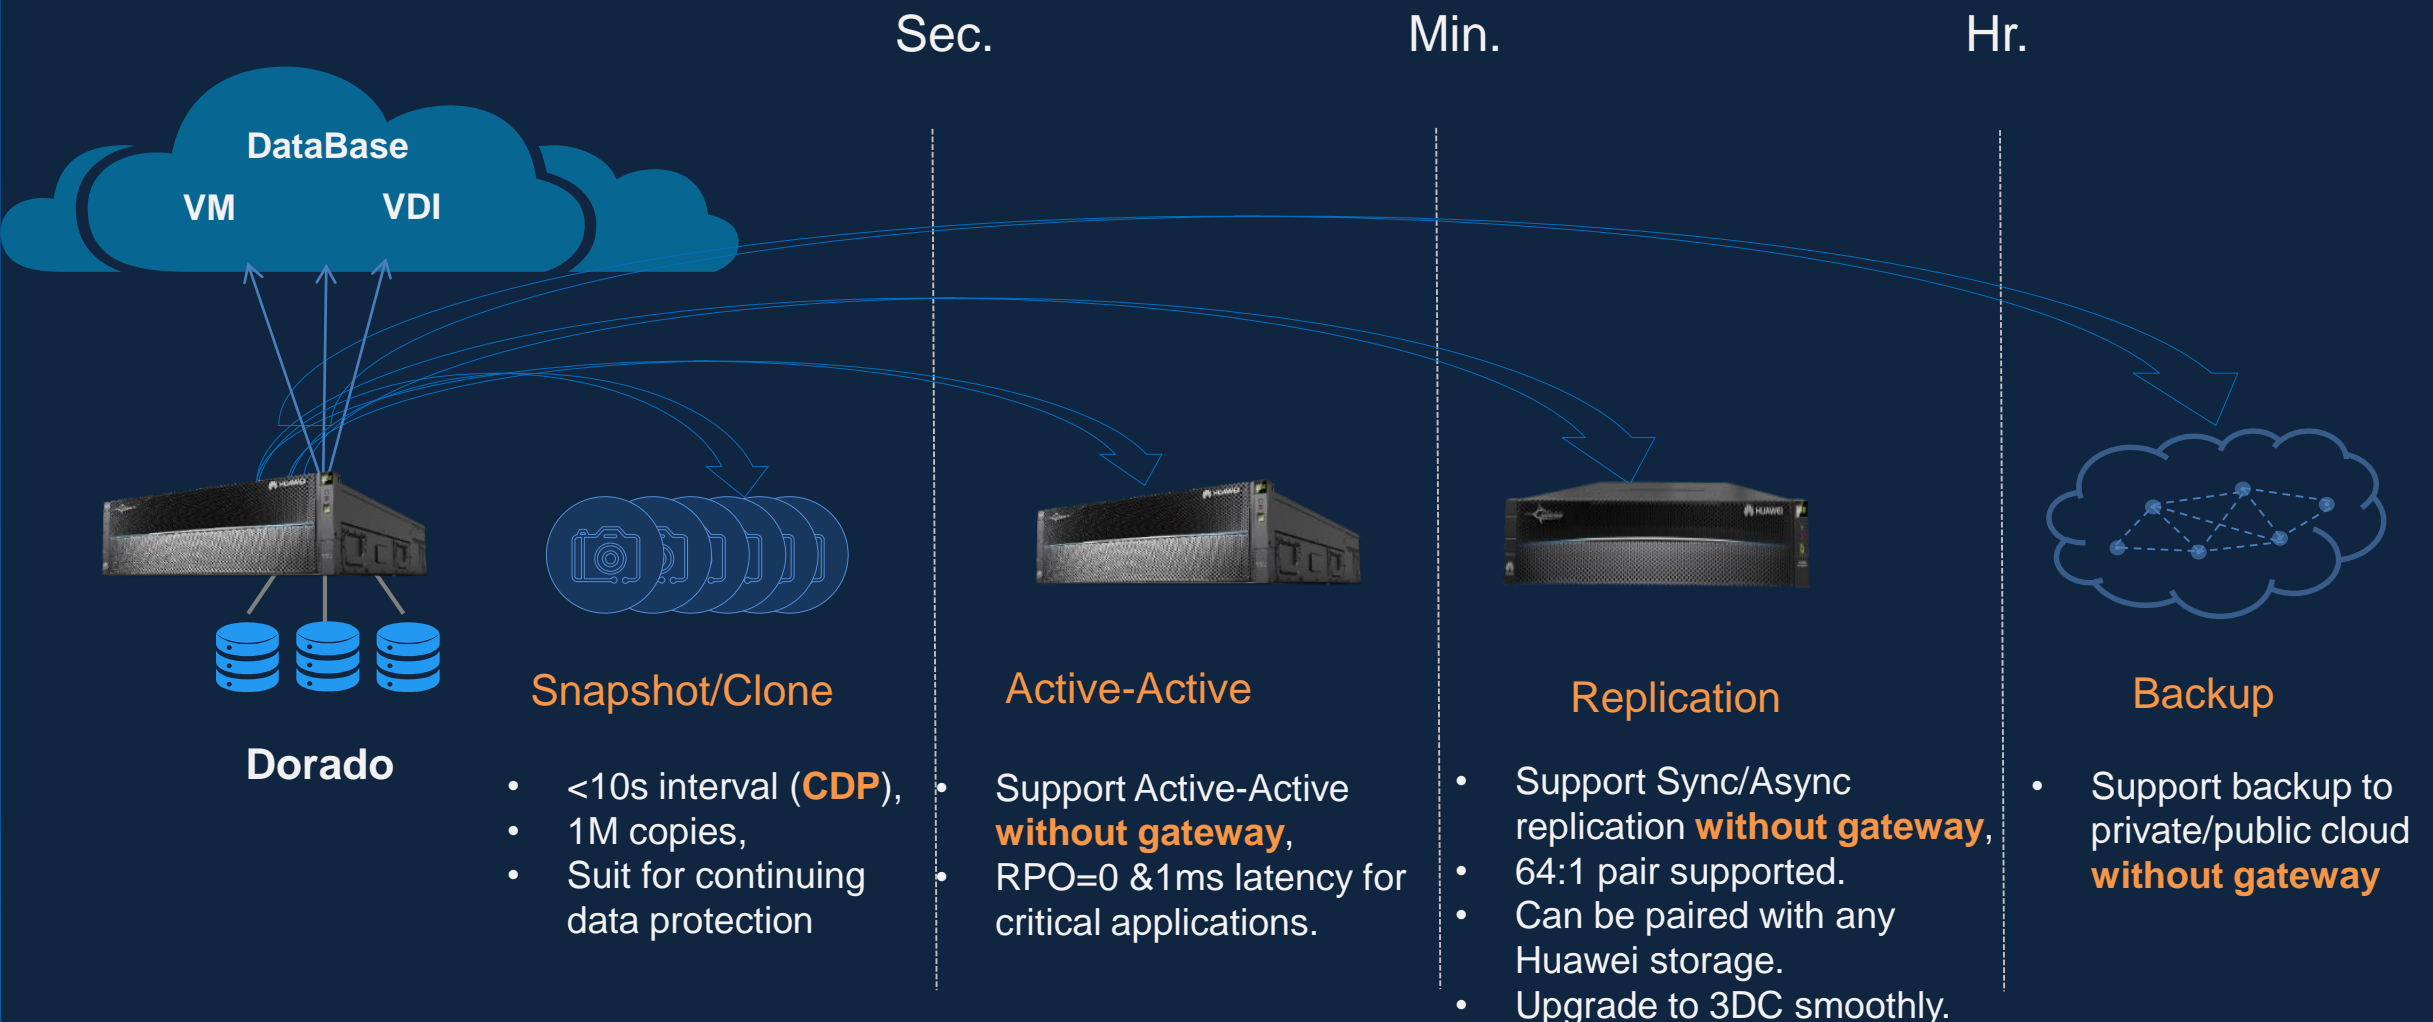 Sec.
Min.
Hr.
DataBase
VM
VDI
HUAWEI
HUAWEI
HUAWEI
Snapshot/Clone
Active-Active
Replication
Backup
Dorado
• <10s interval (CDP),
• 1M copies,
• Suit for continuing
data protection
• Support Active-Active
without gateway,
• RPO=0 &1ms latency for
critical applications.
• Support Sync/Async
replication without gateway,
• 64:1 pair supported.
• Can be paired with any
Huawei storage.
• Upgrade to 3DC smoothly.
• Support backup to
private/public cloud
without gateway